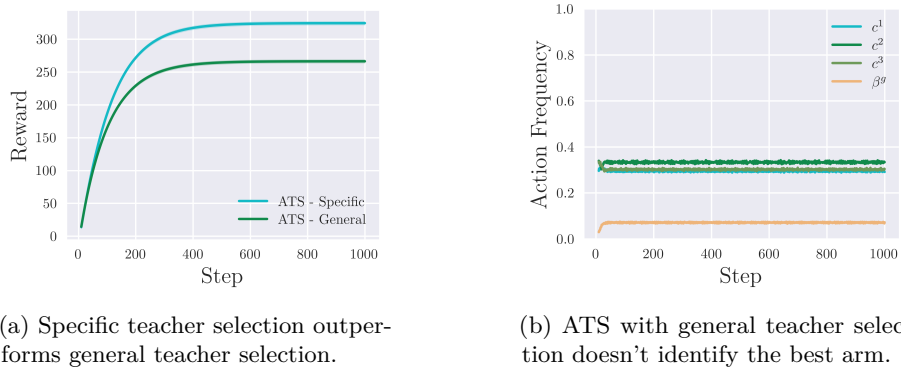 300
250
200
150
100
50
0
Reward
ATS - Specific
ATS - General
0 200 400 600 800 1000
Step
1.0
0.8
0.6
0.4
0.2
0.0
Action Frequency
c¹
c²
c³
βᵍ
0 200 400 600 800 1000
Step
(a) Specific teacher selection outper-
forms general teacher selection.
(b) ATS with general teacher selec
tion doesn't identify the best arm.